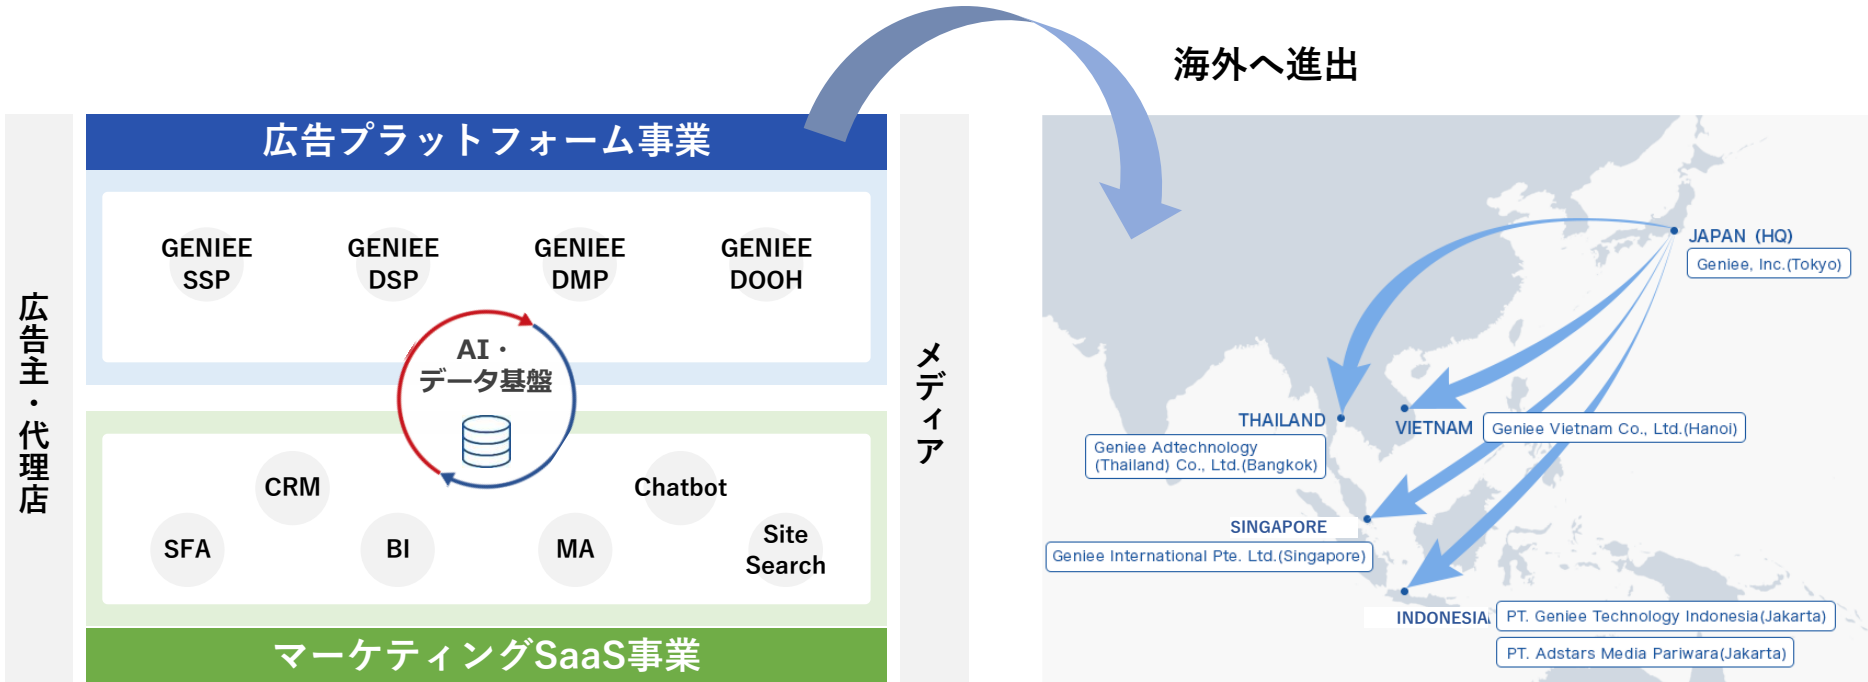 海外へ進出
広告プラットフォーム事業
GENIEE
SSP
GENIEE
DSP
GENIEE
DMP
GENIEE
DOOH
広告主・代理店
AI・
データ基盤
メディア
CRM
Chatbot
SFA
BI
MA
Site
Search
マーケティングSaaS事業
JAPAN (HQ)
Geniee, Inc.(Tokyo)
THAILAND
Geniee Adtechnology
(Thailand) Co., Ltd.(Bangkok)
VIETNAM
Geniee Vietnam Co., Ltd.(Hanoi)
SINGAPORE
Geniee International Pte. Ltd.(Singapore)
INDONESIA
PT. Geniee Technology Indonesia(Jakarta)
PT. Adstars Media Pariwara(Jakarta)